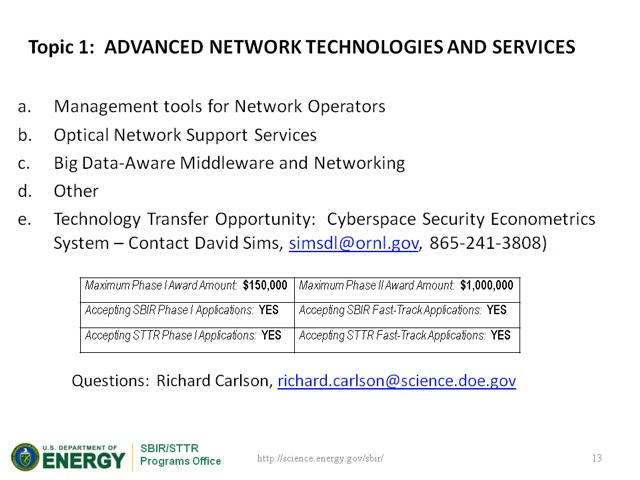 Topic 1:  ADVANCED NETWORK TECHNOLOGIES AND SERVICES
a. Management tools for Network Operators
b. Optical Network Support Services
c. Big Data-Aware Middleware and Networking
d. Other
e. Technology Transfer Opportunity:  Cyberspace Security Econometrics
System – Contact David Sims, simsdl@ornl.gov, 865-241-3808)
Maximum Phase I Award Amount:  $150,000 Maximum Phase II Award Amount:  $1,000,000
Accepting SBIR Phase I Applications:  YES Accepting SBIR Fast-Track Applications:  YES
Accepting STTR Phase I Applications:  YES Accepting STTR Fast-Track Applications:  YES
Questions:  Richard Carlson, richard.carlson@science.doe.gov
U.S. DEPARTMENT OF
ENERGY
SBIR/STTR
Programs Office
http://science.energy.gov/sbir/
13